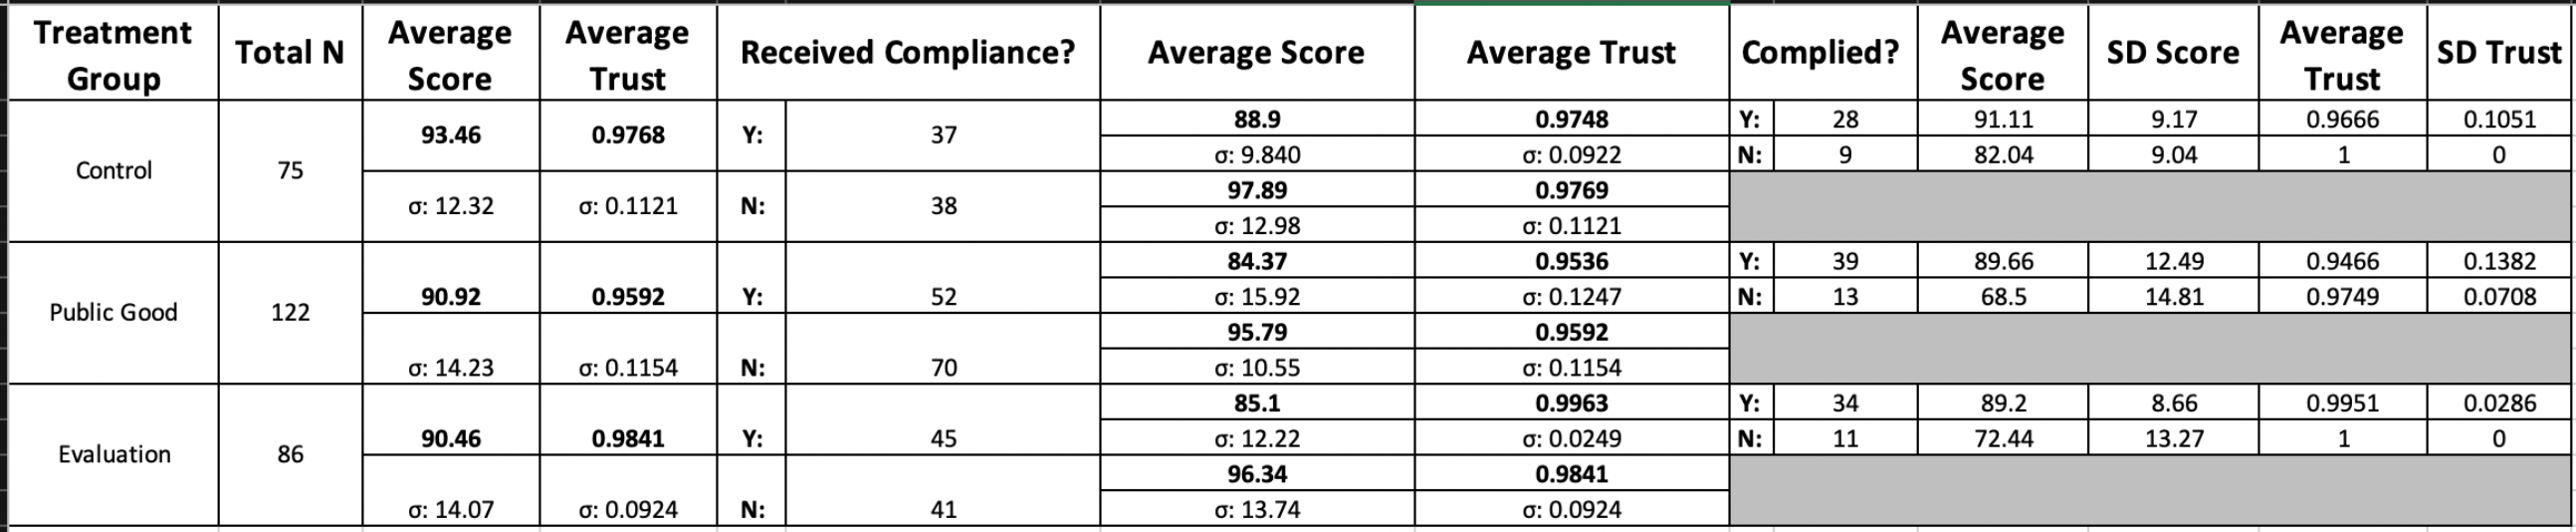 Treatment Group Total N Average Score Average Trust Received Compliance? Average Score Average Trust Complied? Average Score SD Score Average Trust SD Trust
Control 75 93.46 0.9768 Y: 37 88.9 0.9748 Y: 28 91.11 9.17 0.9666 0.1051
σ: 9.840 σ: 0.0922 N: 9 82.04 9.04 1 0
σ: 12.32 σ: 0.1121 N: 38 97.89 0.9769
σ: 12.98 σ: 0.1121
Public Good 122 90.92 0.9592 Y: 52 84.37 0.9536 Y: 39 89.66 12.49 0.9466 0.1382
σ: 15.92 σ: 0.1247 N: 13 68.5 14.81 0.9749 0.0708
σ: 14.23 σ: 0.1154 N: 70 95.79 0.9592
σ: 10.55 σ: 0.1154
Evaluation 86 90.46 0.9841 Y: 45 85.1 0.9963 Y: 34 89.2 8.66 0.9951 0.0286
σ: 12.22 σ: 0.0249 N: 11 72.44 13.27 1 0
σ: 14.07 σ: 0.0924 N: 41 96.34 0.9841
σ: 13.74 σ: 0.0924